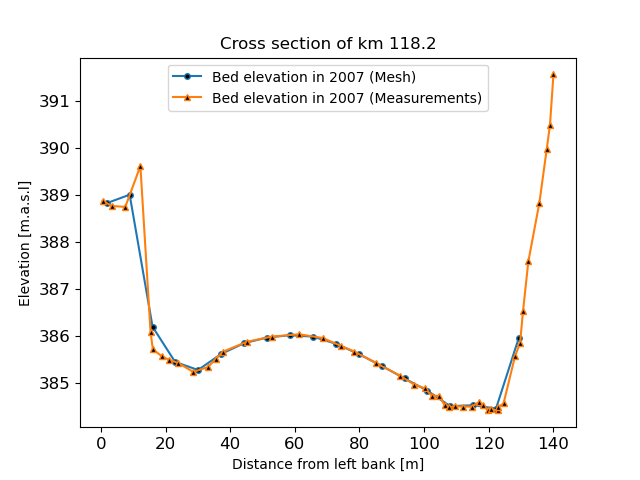 Cross section of km 118.2
Bed elevation in 2007 (Mesh)
Bed elevation in 2007 (Measurements)
Elevation [m.a.s.l]
391
390
389
388
387
386
385
0 20 40 60 80 100 120 140
Distance from left bank [m]